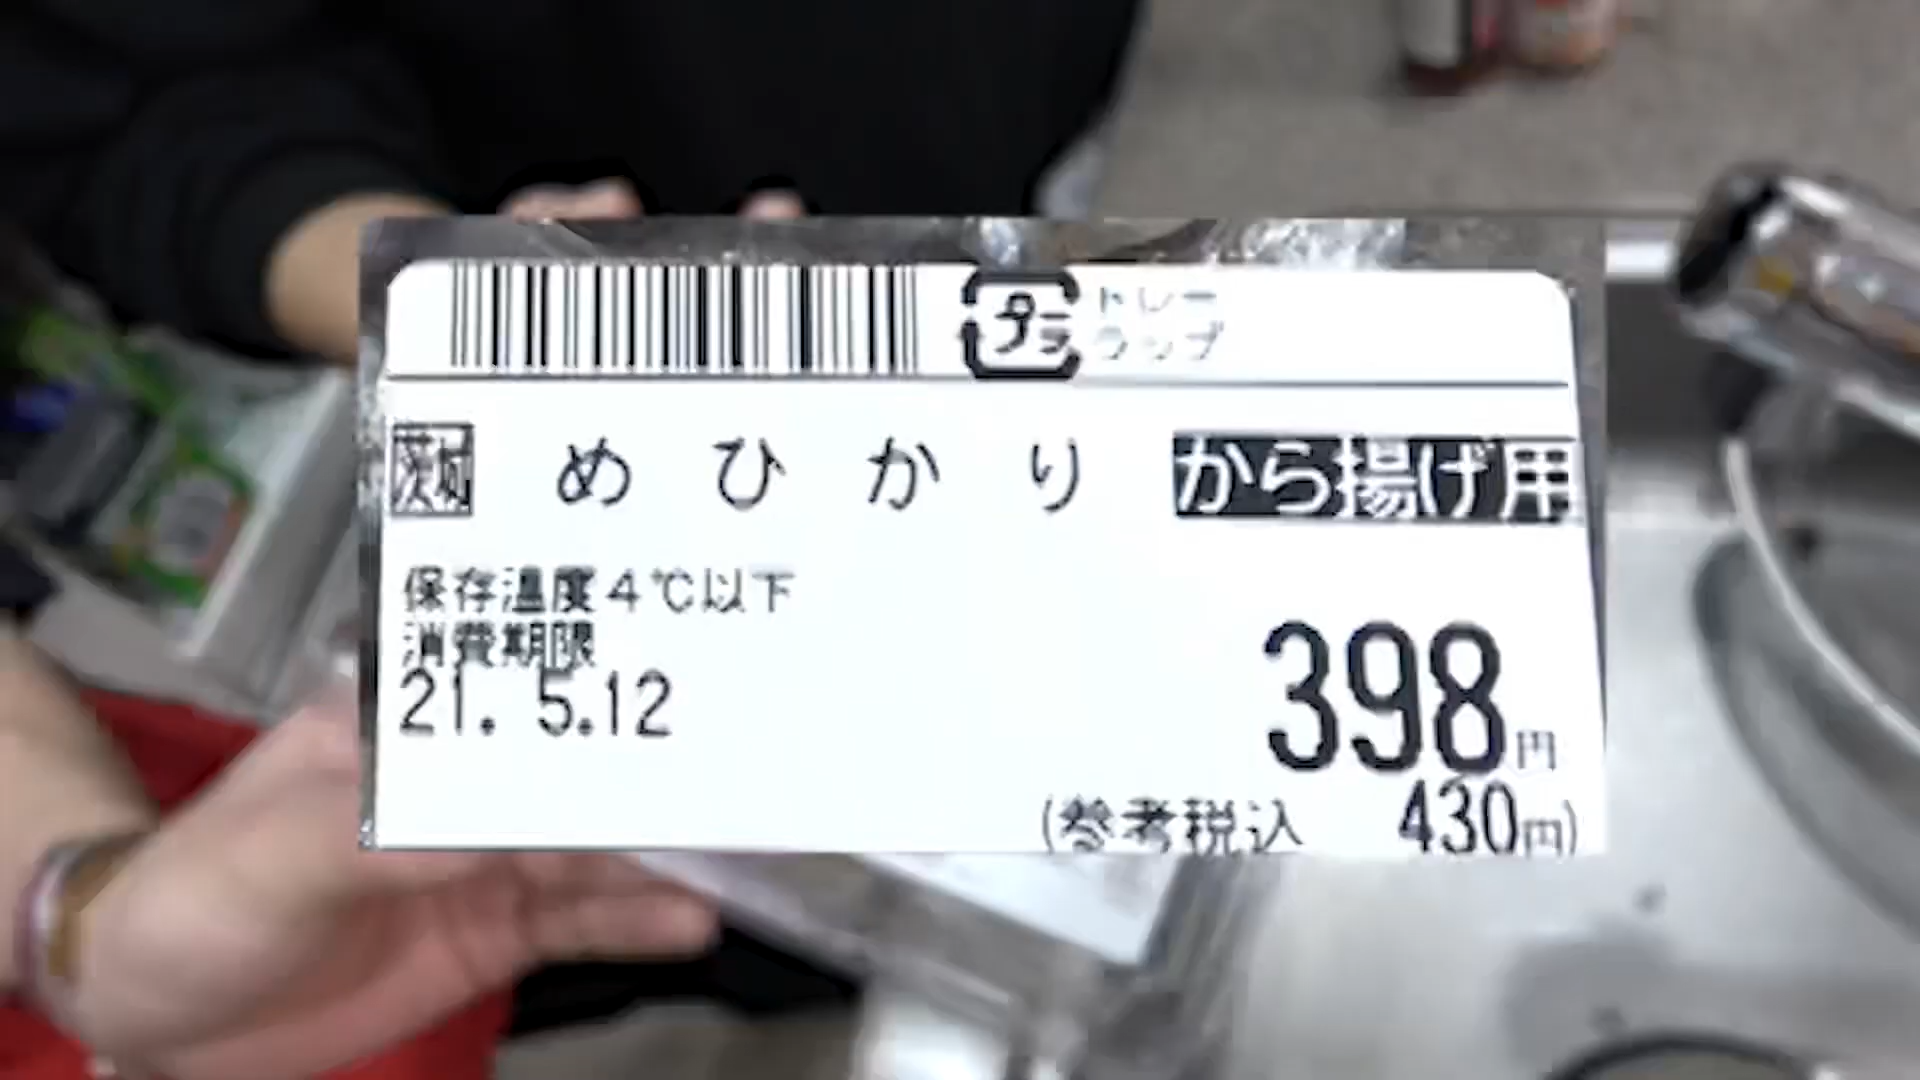 プラ トレー
ラップ
茨城 めひかり から揚げ用
保存温度4℃以下
消費期限
21. 5.12
398円
(参考税込 430円)